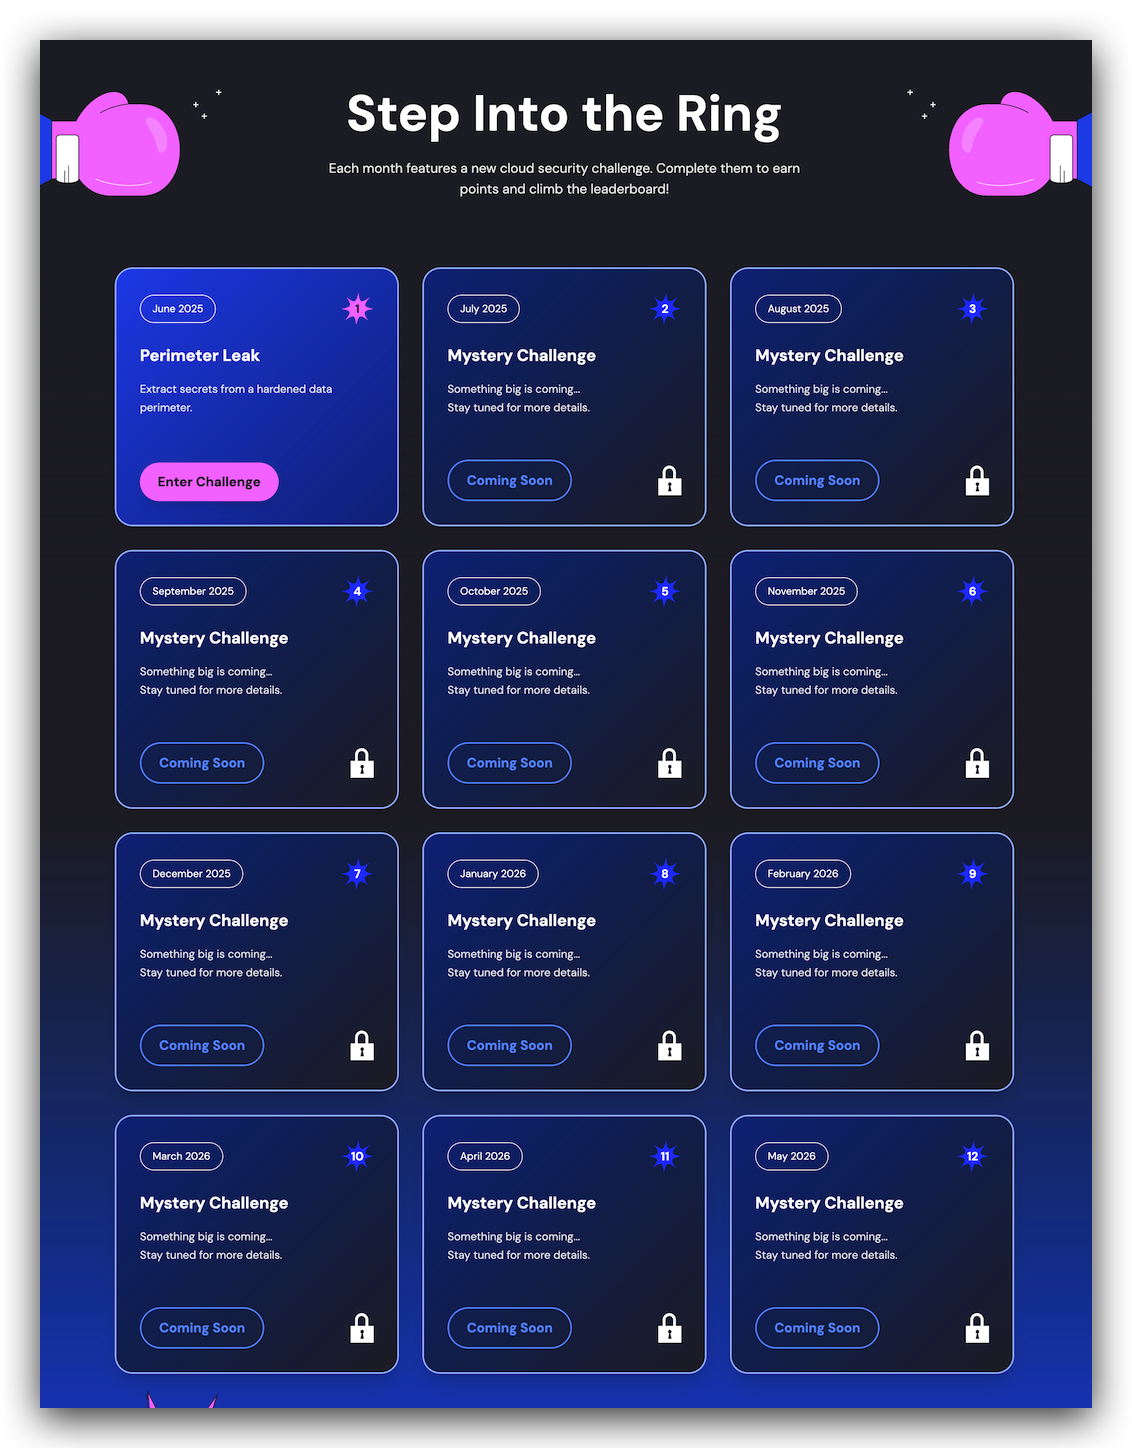 Step Into the Ring
Each month features a new cloud security challenge. Complete them to earn
points and climb the leaderboard!
June 2025
1
Perimeter Leak
Extract secrets from a hardened data
perimeter.
Enter Challenge
July 2025
2
Mystery Challenge
Something big is coming...
Stay tuned for more details.
Coming Soon
August 2025
3
Mystery Challenge
Something big is coming...
Stay tuned for more details.
Coming Soon
September 2025
4
Mystery Challenge
Something big is coming...
Stay tuned for more details.
Coming Soon
October 2025
5
Mystery Challenge
Something big is coming...
Stay tuned for more details.
Coming Soon
November 2025
6
Mystery Challenge
Something big is coming...
Stay tuned for more details.
Coming Soon
December 2025
7
Mystery Challenge
Something big is coming...
Stay tuned for more details.
Coming Soon
January 2026
8
Mystery Challenge
Something big is coming...
Stay tuned for more details.
Coming Soon
February 2026
9
Mystery Challenge
Something big is coming...
Stay tuned for more details.
Coming Soon
March 2026
10
Mystery Challenge
Something big is coming...
Stay tuned for more details.
Coming Soon
April 2026
11
Mystery Challenge
Something big is coming...
Stay tuned for more details.
Coming Soon
May 2026
12
Mystery Challenge
Something big is coming...
Stay tuned for more details.
Coming Soon